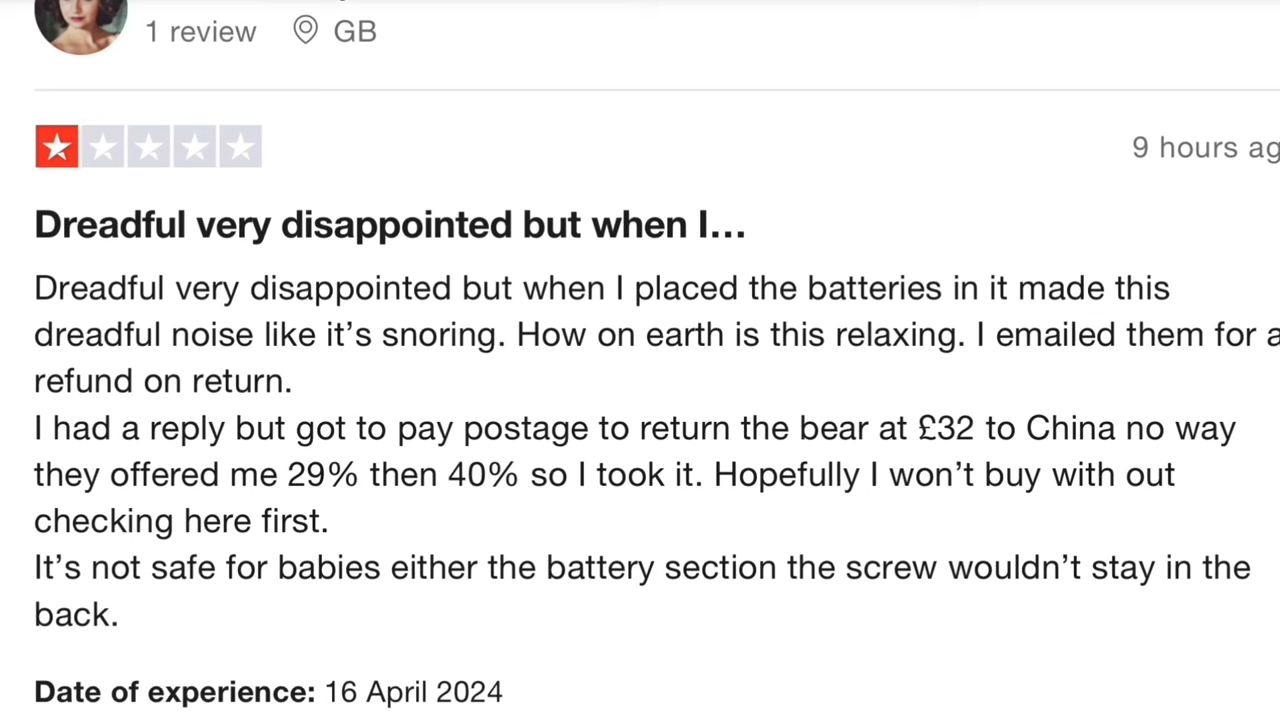 1 review GB
9 hours ag
Dreadful very disappointed but when I...
Dreadful very disappointed but when I placed the batteries in it made this
dreadful noise like it’s snoring. How on earth is this relaxing. I emailed them for a
refund on return.
I had a reply but got to pay postage to return the bear at £32 to China no way
they offered me 29% then 40% so I took it. Hopefully I won’t buy with out
checking here first.
It’s not safe for babies either the battery section the screw wouldn’t stay in the
back.
Date of experience: 16 April 2024